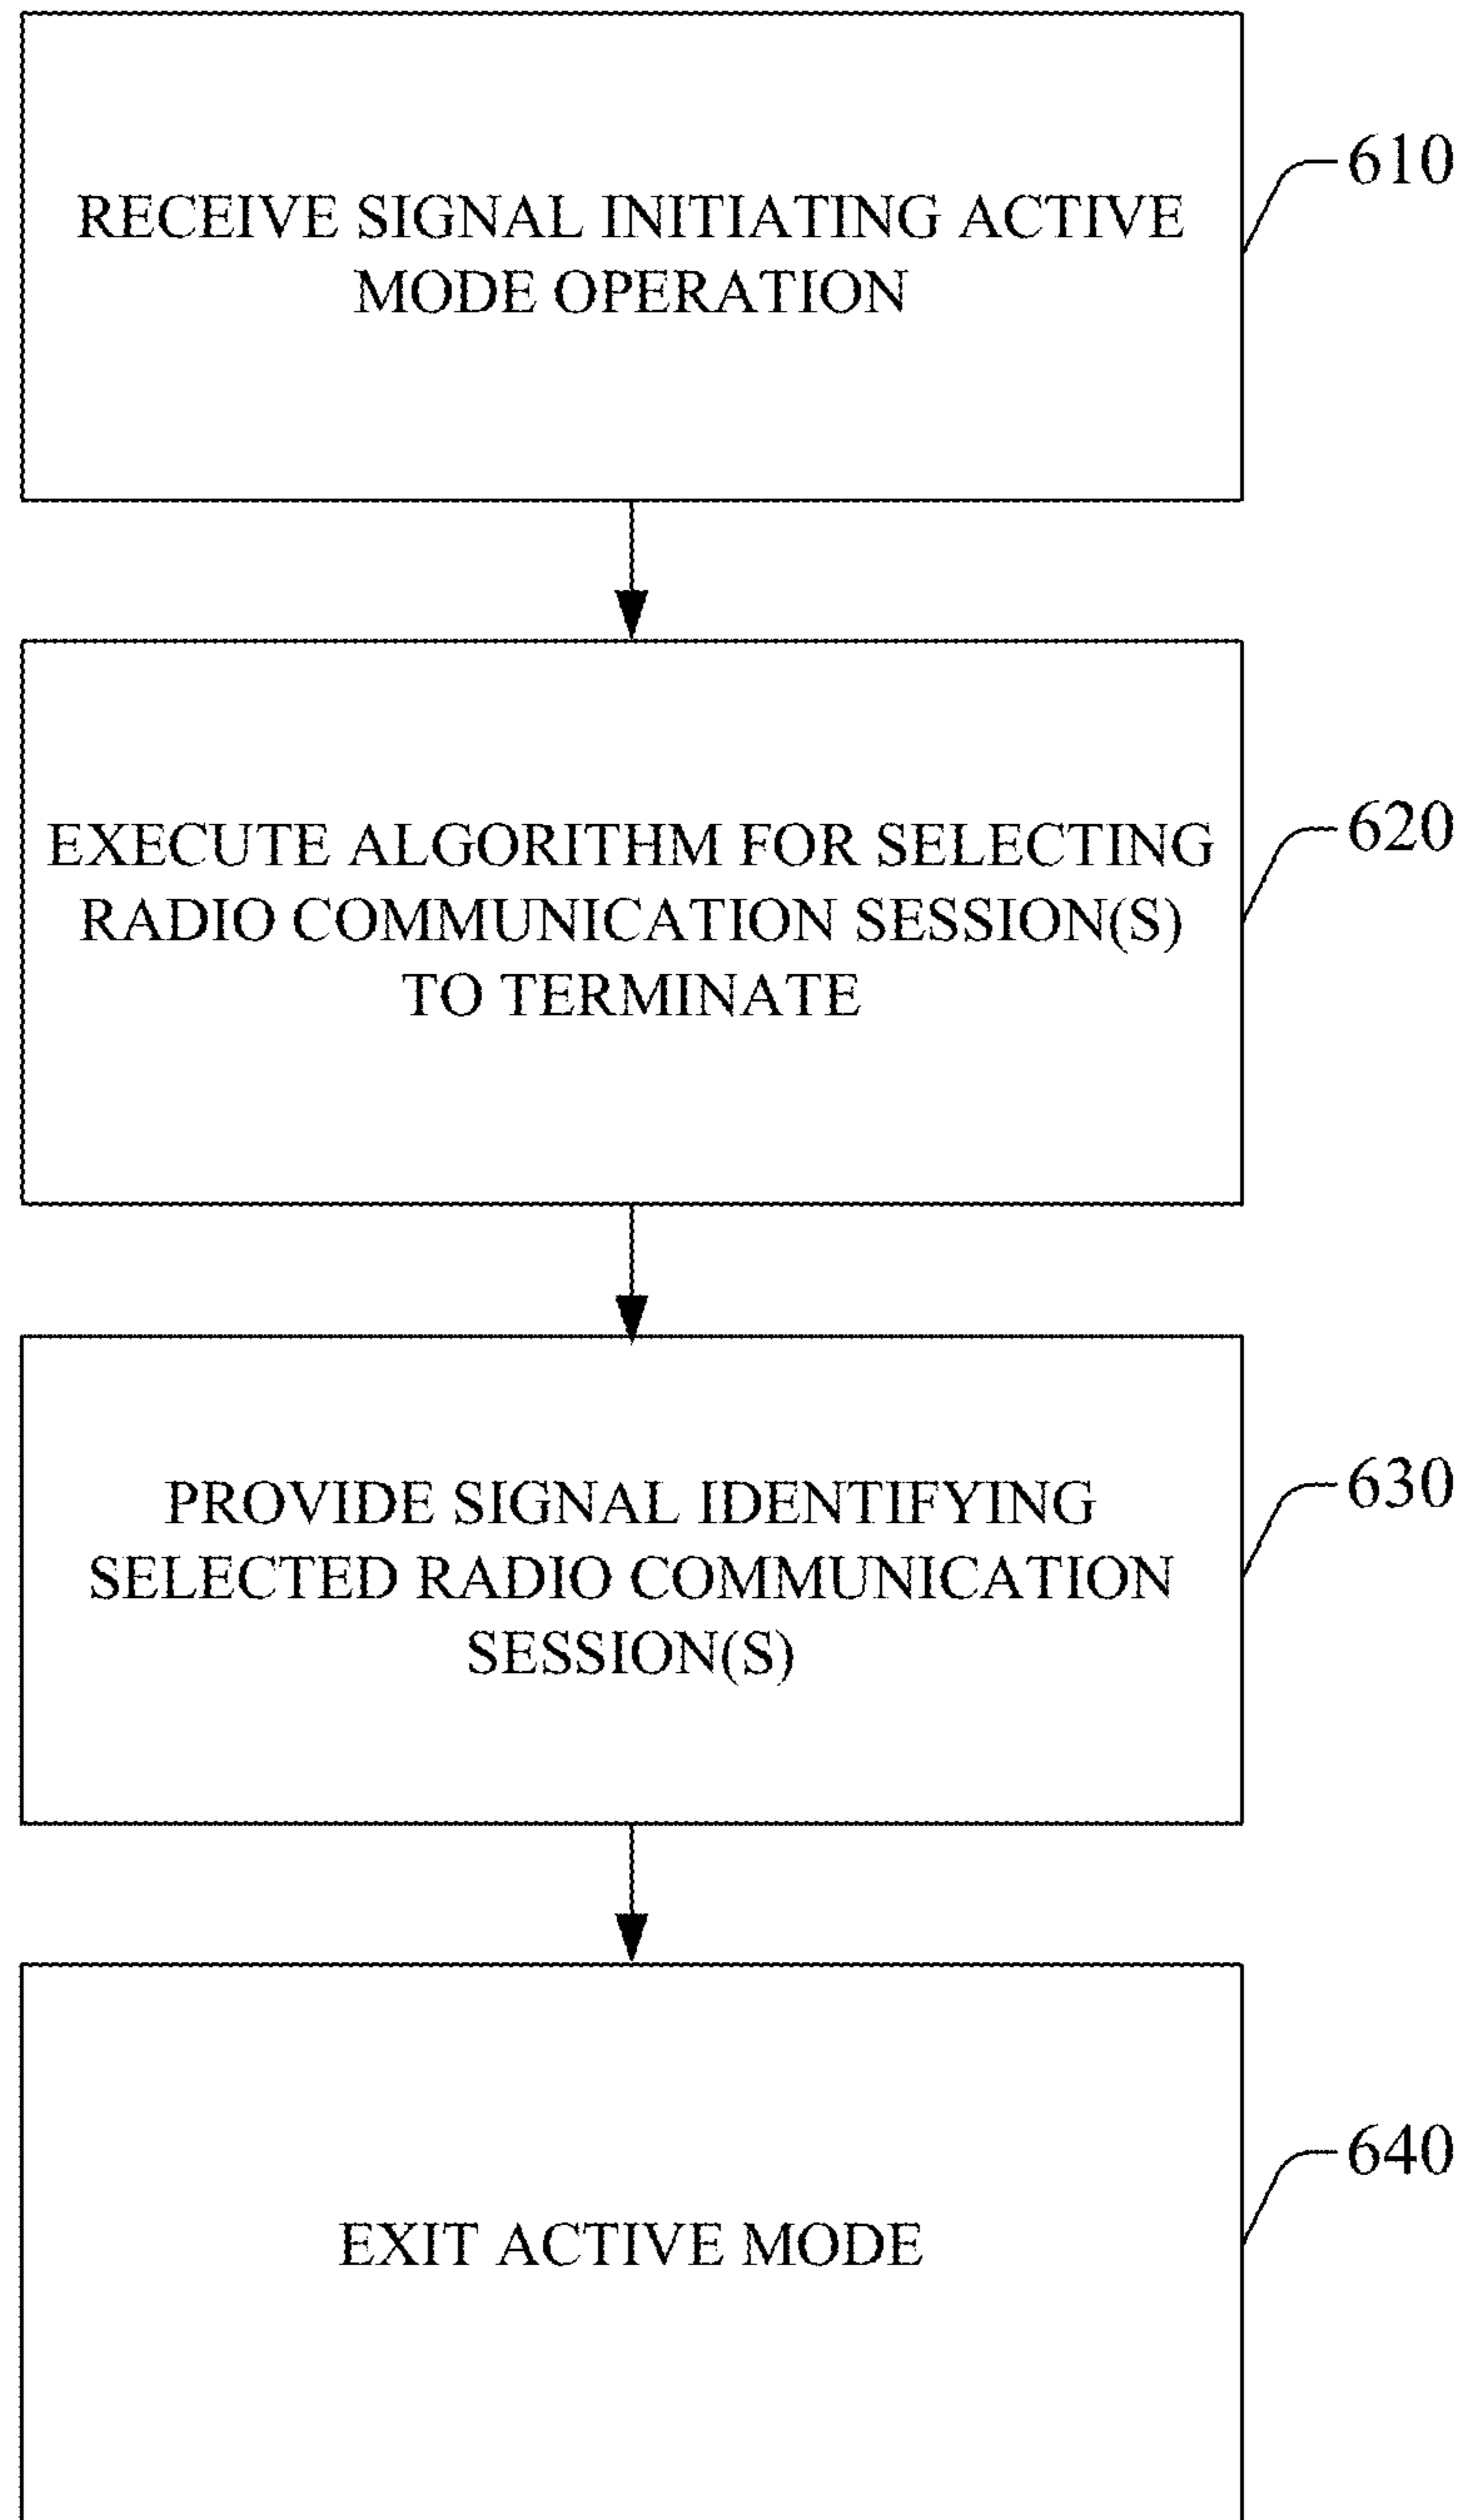 610
RECEIVE SIGNAL INITIATING ACTIVE
MODE OPERATION
620
EXECUTE ALGORITHM FOR SELECTING
RADIO COMMUNICATION SESSION(S)
TO TERMINATE
630
PROVIDE SIGNAL IDENTIFYING
SELECTED RADIO COMMUNICATION
SESSION(S)
640
EXIT ACTIVE MODE